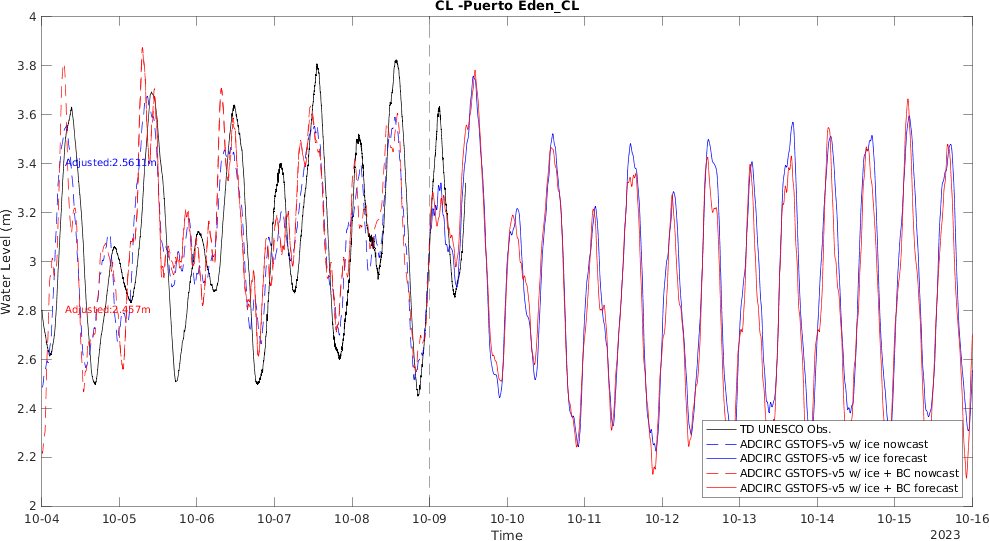 CL -Puerto Eden_CL
Water Level (m)
4
3.8
3.6
3.4
3.2
3
2.8
2.6
2.4
2.2
2
Adjusted:2.5611m
Adjusted:2.457m
TD UNESCO Obs.
ADCIRC GSTOFS-v5 w/ ice nowcast
ADCIRC GSTOFS-v5 w/ ice forecast
ADCIRC GSTOFS-v5 w/ ice + BC nowcast
ADCIRC GSTOFS-v5 w/ ice + BC forecast
10-04 10-05 10-06 10-07 10-08 10-09 10-10 10-11 10-12 10-13 10-14 10-15 10-16
Time
2023